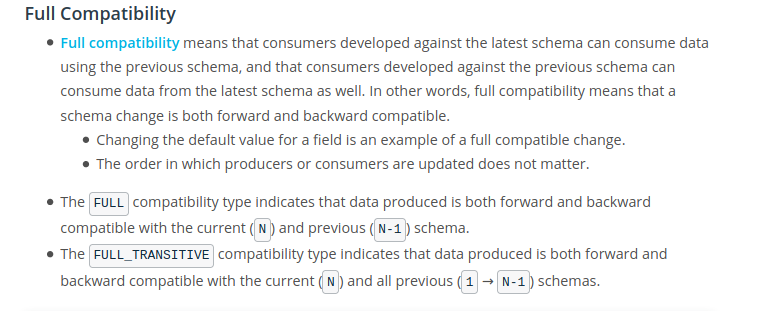 Full Compatibility
• Full compatibility means that consumers developed against the latest schema can consume data
using the previous schema, and that consumers developed against the previous schema can
consume data from the latest schema as well. In other words, full compatibility means that a
schema change is both forward and backward compatible.
• Changing the default value for a field is an example of a full compatible change.
• The order in which producers or consumers are updated does not matter.
• The FULL compatibility type indicates that data produced is both forward and backward
compatible with the current (N) and previous (N-1) schema.
• The FULL_TRANSITIVE compatibility type indicates that data produced is both forward and
backward compatible with the current (N) and all previous (1 → N-1) schemas.